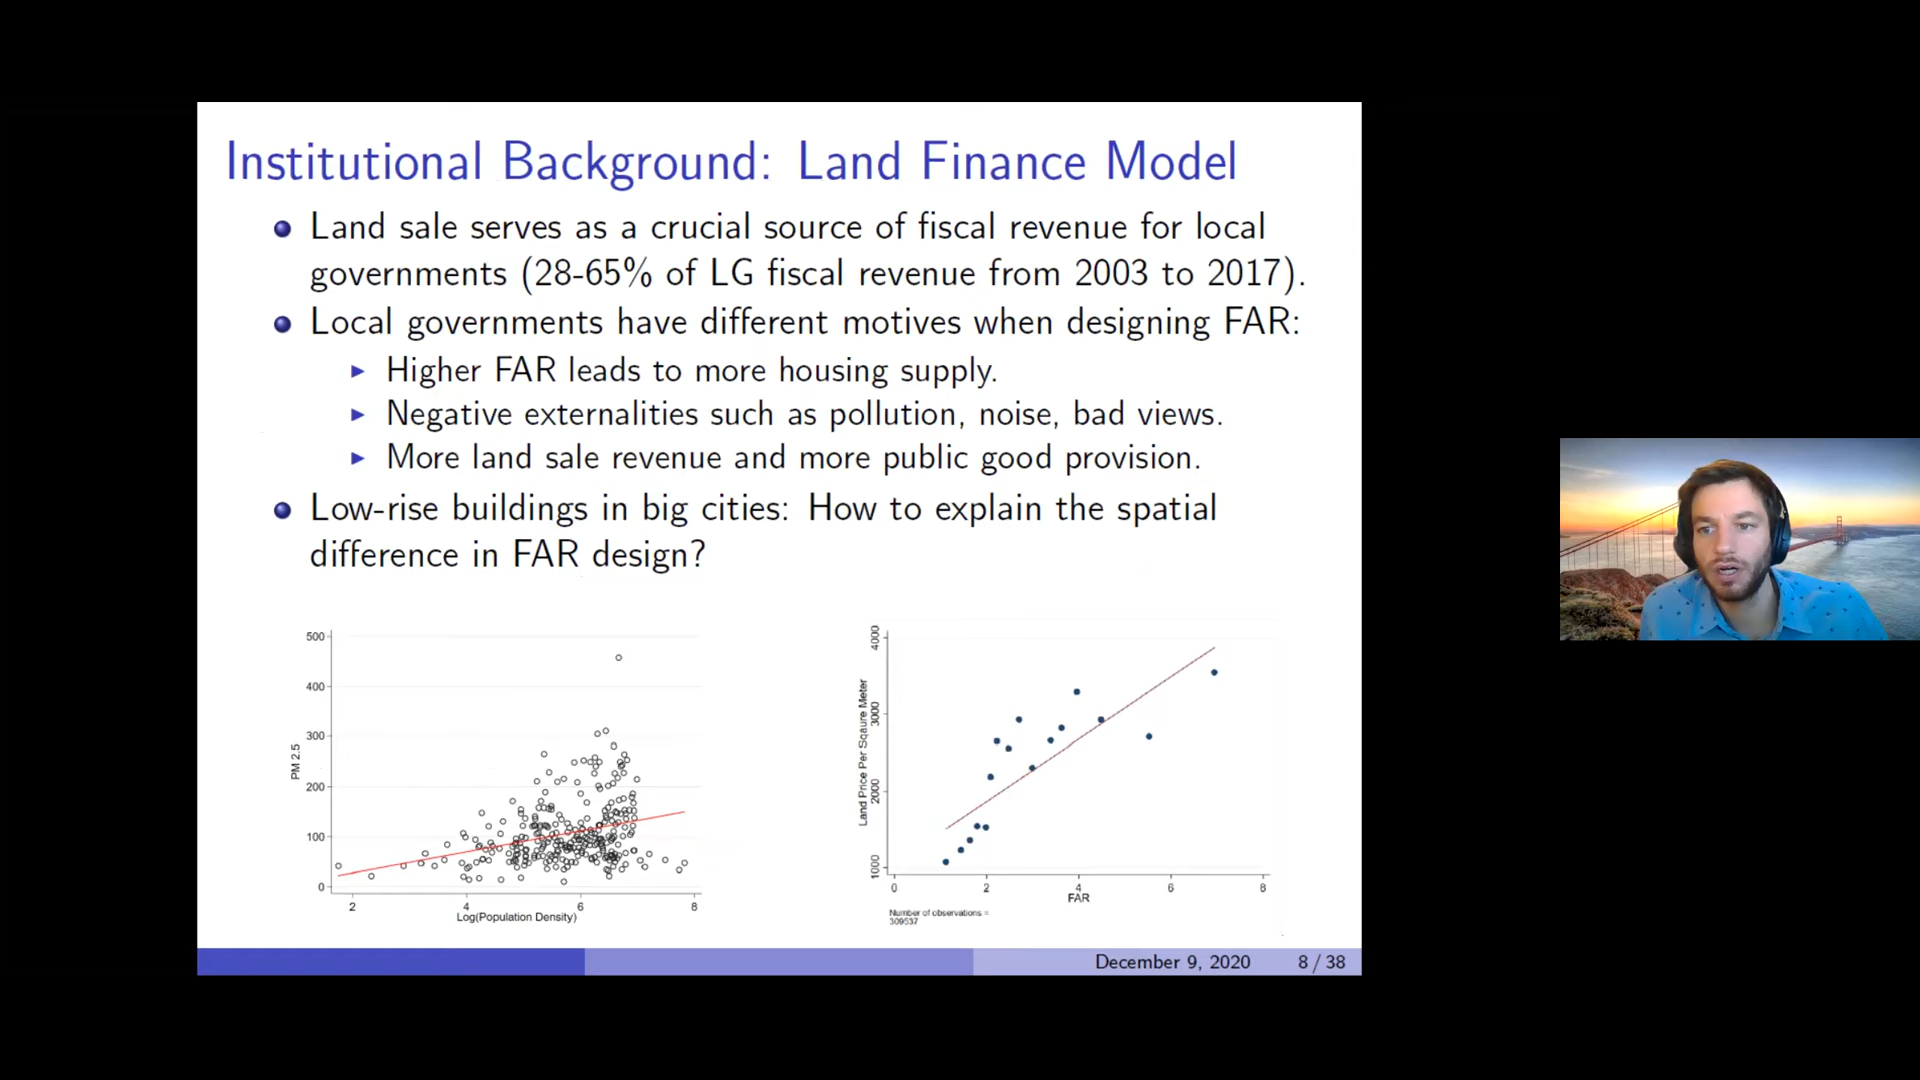 Institutional Background: Land Finance Model
Land sale serves as a crucial source of fiscal revenue for local
governments (28-65% of LG fiscal revenue from 2003 to 2017).
Local governments have different motives when designing FAR:
Higher FAR leads to more housing supply.
Negative externalities such as pollution, noise, bad views.
More land sale revenue and more public good provision.
Low-rise buildings in big cities: How to explain the spatial
difference in FAR design?
500
400
300
200
100
0
PM 2.5
2 4 6 8
Log(Population Density)
4000
3000
2000
1000
Land Price Per Sqaure Meter
0 2 4 6 8
FAR
Number of observations =
309537
December 9, 2020 8 / 38